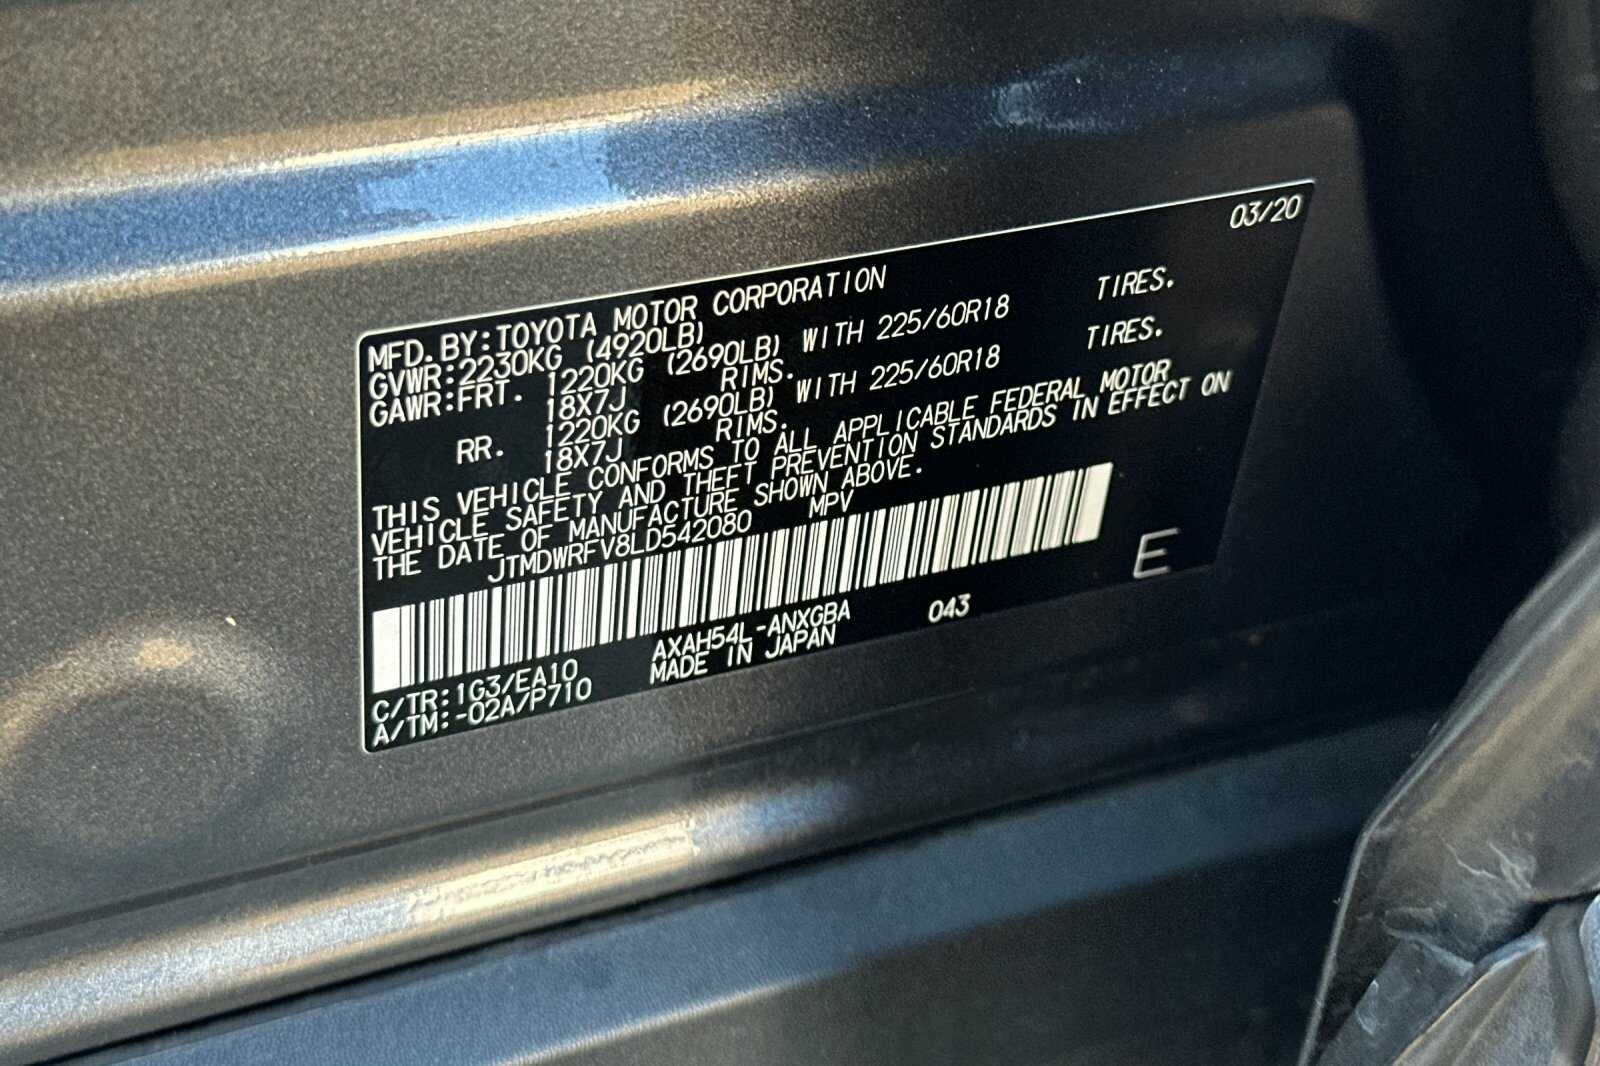 03/20
MFD. BY: TOYOTA MOTOR CORPORATION
GVWR: 2230KG (4920LB)
GAWR: FRT. 1220KG (2690LB) WITH 225/60R18 TIRES.
18X7J RIMS.
RR. 1220KG (2690LB) WITH 225/60R18 TIRES.
18X7J RIMS.
THIS VEHICLE CONFORMS TO ALL APPLICABLE FEDERAL MOTOR
VEHICLE SAFETY AND THEFT PREVENTION STANDARDS IN EFFECT ON
THE DATE OF MANUFACTURE SHOWN ABOVE.
JTMDWRFV8LD542080 MPV
E
C/TR: 1G3/EA10 AXAH54L-ANXGBA 043
A/TM: -02A/P710 MADE IN JAPAN